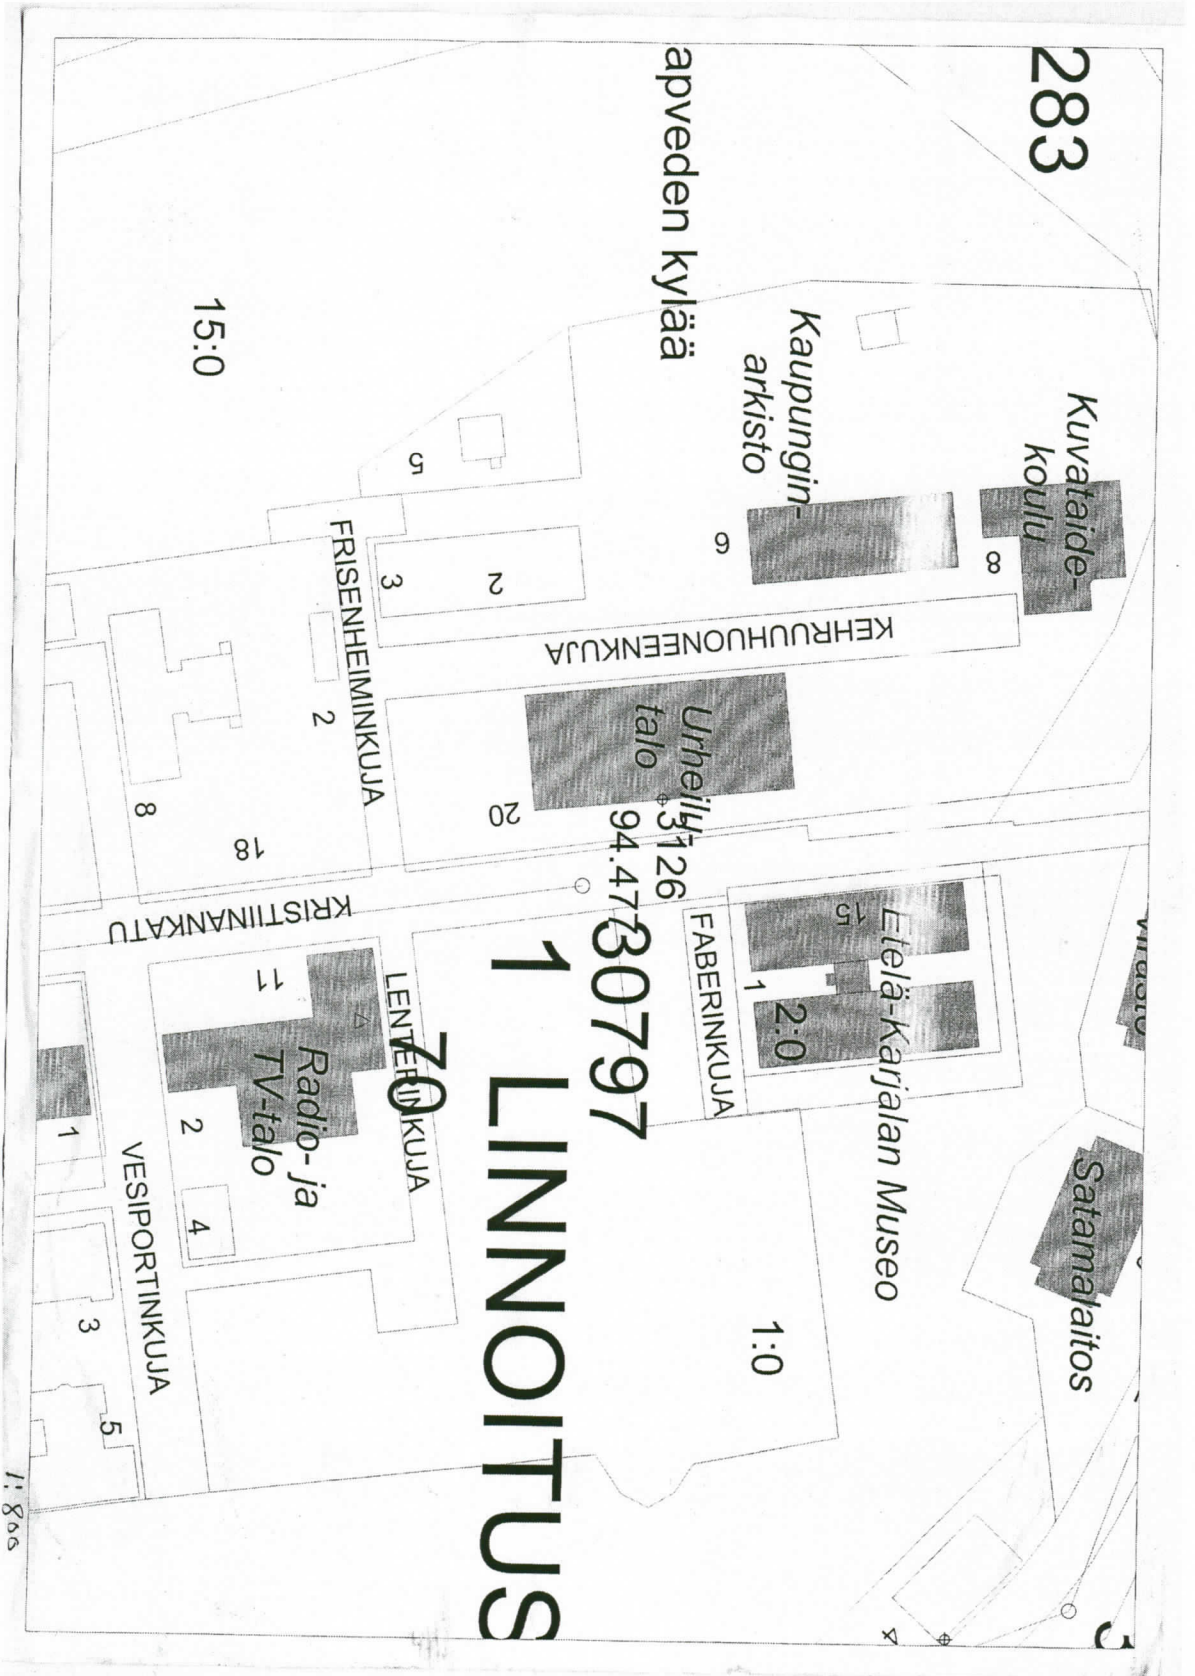 283
apveden kylää
15:0
Kaupungin-
arkisto
Kuvataide-
koulu
5
6
8
3
2
FRISENHEIMINKUJA
KEHRUUHUONEENKUJA
2
8
18
20
Urheilu-
talo
3126
94.47
KRISTIINANKATU
11
LENTERINKUJA
70
30797
1 LINNOITUS
FABERINKUJA
15
1
2:0
Etelä-Karjalan Museo
Radio- ja
TV-talo
2
4
1
VESIPORTINKUJA
3
5
1:0
Satamalaitos
1:800